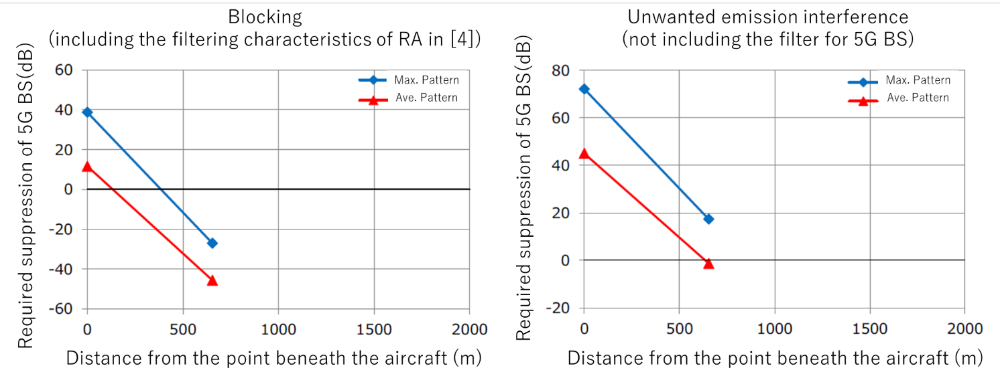 Blocking
(including the filtering characteristics of RA in [4])
Required suppression of 5G BS(dB)
60
40
20
0
-20
-40
-60
Max. Pattern
Ave. Pattern
0 500 1000 1500 2000
Distance from the point beneath the aircraft (m)
Unwanted emission interference
(not including the filter for 5G BS)
Required suppression of 5G BS(dB)
80
60
40
20
0
-20
Max. Pattern
Ave. Pattern
0 500 1000 1500 2000
Distance from the point beneath the aircraft (m)